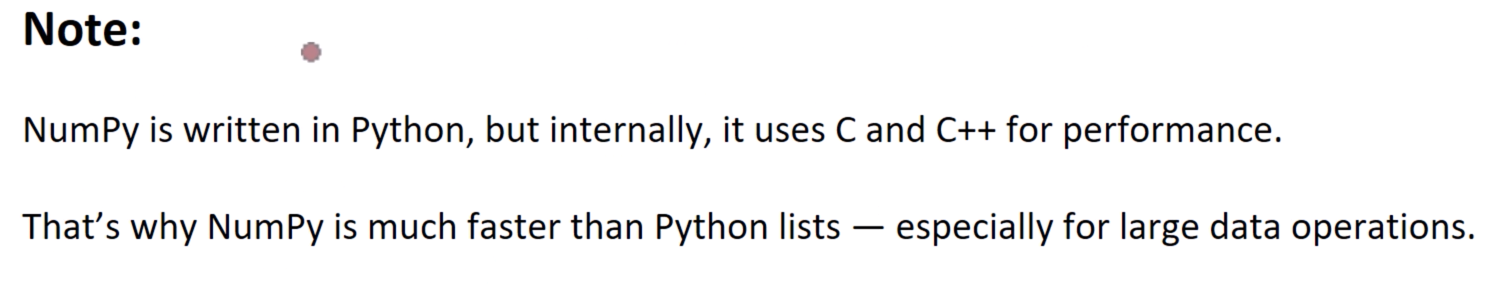 Note:
NumPy is written in Python, but internally, it uses C and C++ for performance.
That’s why NumPy is much faster than Python lists — especially for large data operations.